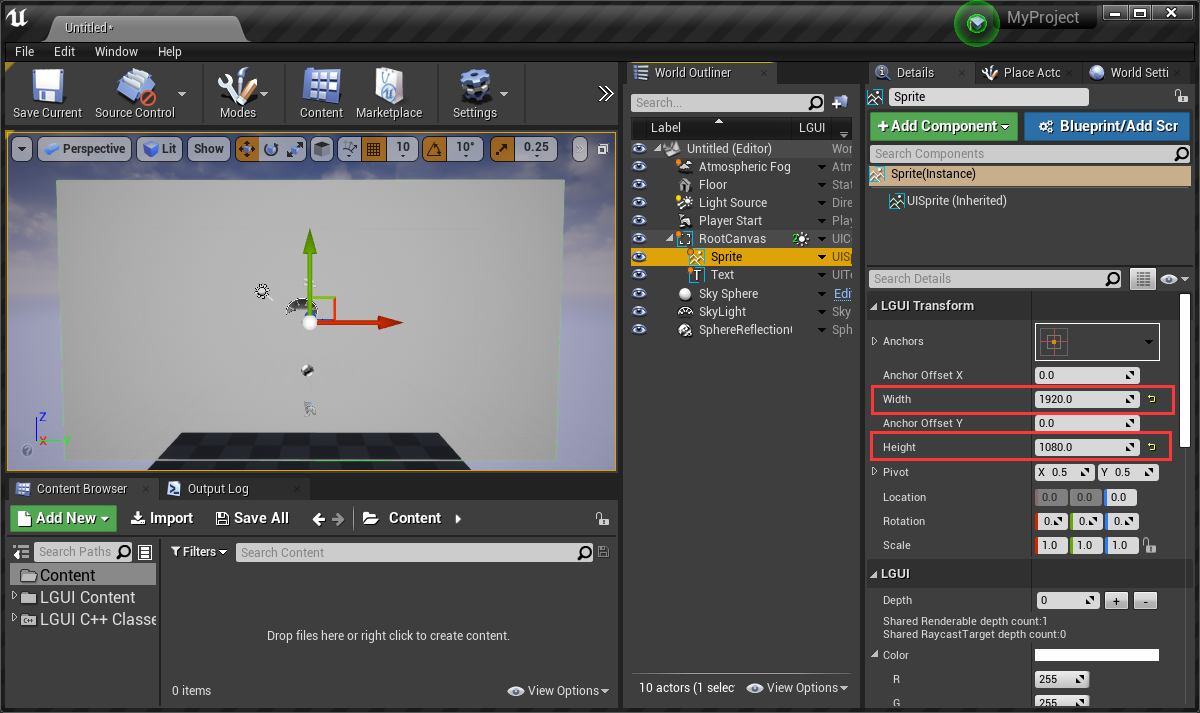 Untitled*
MyProject
File Edit Window Help
Save Current Source Control Modes Content Marketplace Settings
Perspective Lit Show 10 10° 0.25
Z
X
Y
Content Browser Output Log
Add New Import Save All Content
Search Paths
Filters
Search Content
Content
LGUI Content
LGUI C++ Classe
Drop files here or right click to create content.
0 items
View Options
World Outliner
Search...
Label LGUI
Untitled (Editor) Wor
Atmospheric Fog Atm
Floor Stat
Light Source Dire
Player Start Play
RootCanvas UIC
Sprite UISp
Text UITe
Sky Sphere Edi
SkyLight Sky
SphereReflection Sph
10 actors (1 selec
View Options
Details Place Actc World Setti
Sprite
+Add Component Blueprint/Add Scr
Search Components
Sprite(Instance)
UISprite (Inherited)
Search Details
LGUI Transform
Anchors
Anchor Offset X 0.0
Width 1920.0
Anchor Offset Y 0.0
Height 1080.0
Pivot X 0.5 Y 0.5
Location 0.0 0.0 0.0
Rotation 0. 0. 0.
Scale 1.0 1.0 1.0
LGUI
Depth 0 + -
Shared Renderable depth count:1
Shared RaycastTarget depth count:0
Color
R 255
G 255